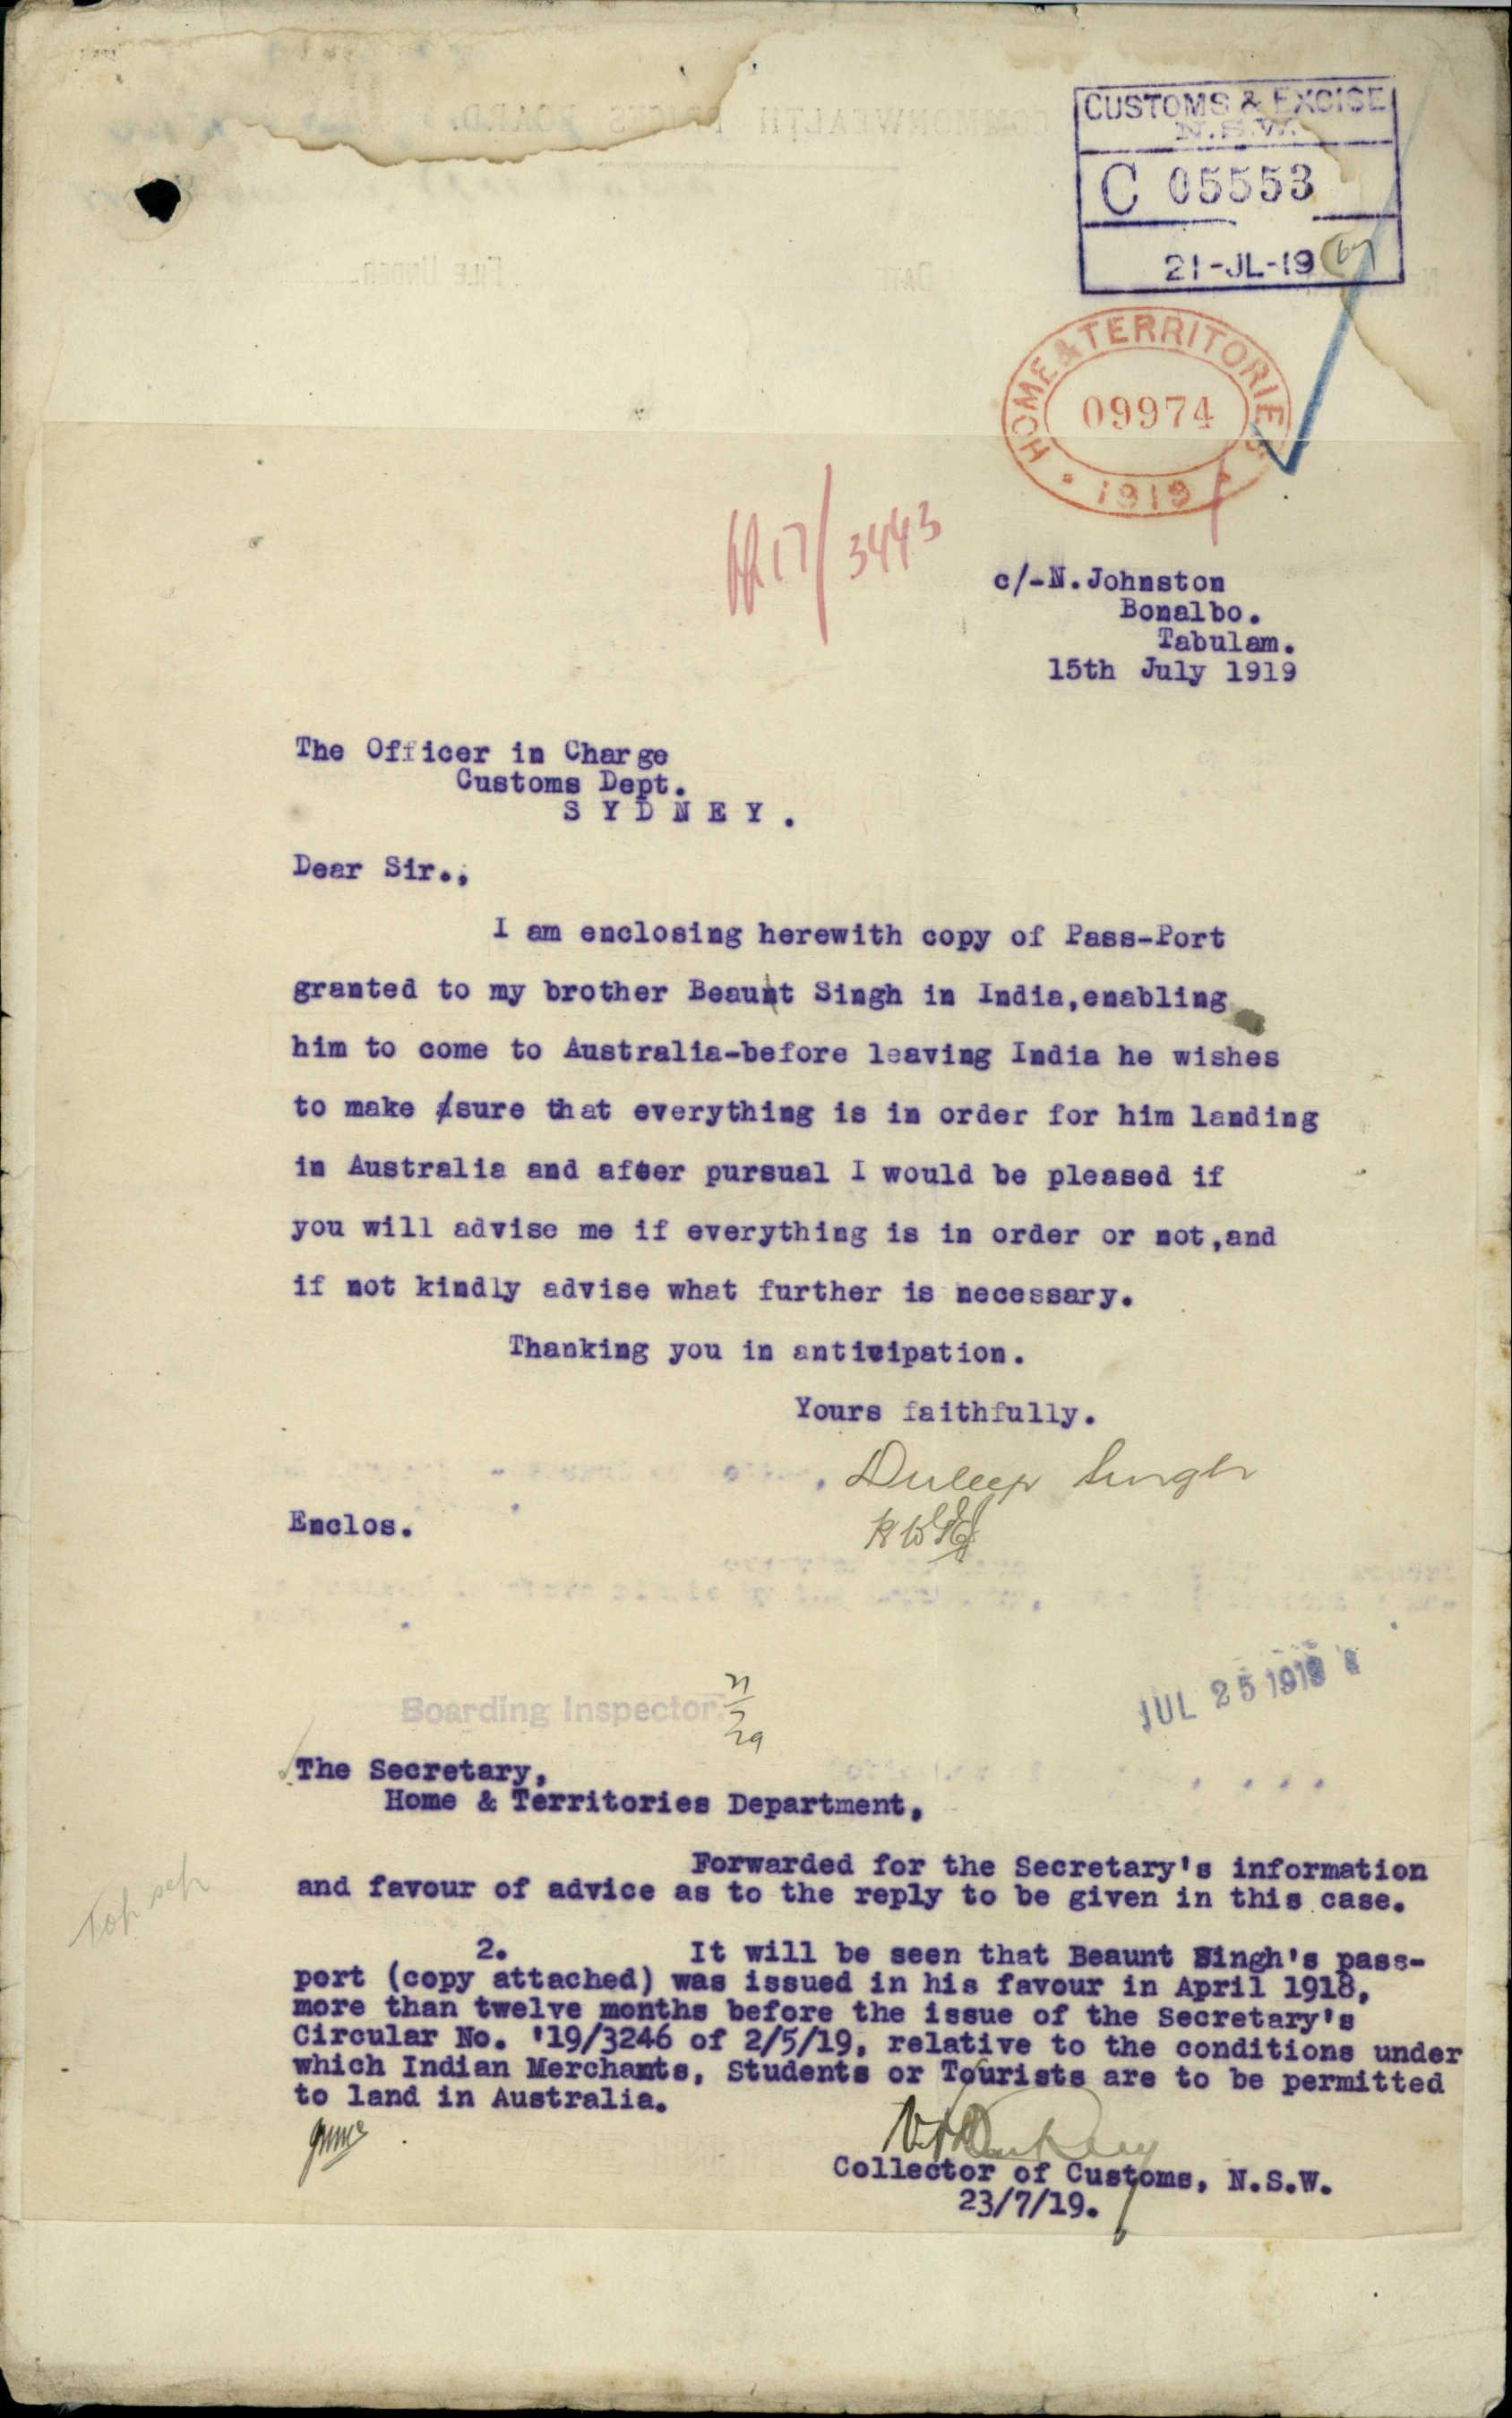 CUSTOMS & EXCISE
N.S.W.
C 05553
21-JL-19
HOME & TERRITORIES
09974
1919
17/3443
c/-N.Johnston
Bonalbo.
Tabulam.
15th July 1919
The Officer in Charge
Customs Dept.
S Y D N E Y .
Dear Sir.,
I am enclosing herewith copy of Pass-Port
granted to my brother Beaunt Singh in India,enabling
him to come to Australia-before leaving India he wishes
to make sure that everything is in order for him landing
in Australia and after pursual I would be pleased if
you will advise me if everything is in order or not,and
if not kindly advise what further is necessary.
Thanking you in anticipation.
Yours faithfully.
Duleep Singh
Enclos.
JUL 25 1919
Boarding Inspector
The Secretary,
Home & Territories Department,
Forwarded for the Secretary's information
and favour of advice as to the reply to be given in this case.
2. It will be seen that Beaunt Singh's pass-
port (copy attached) was issued in his favour in April 1918,
more than twelve months before the issue of the Secretary's
Circular No. '19/3246 of 2/5/19, relative to the conditions under
which Indian Merchants, Students or Tourists are to be permitted
to land in Australia.
Collector of Customs, N.S.W.
23/7/19.